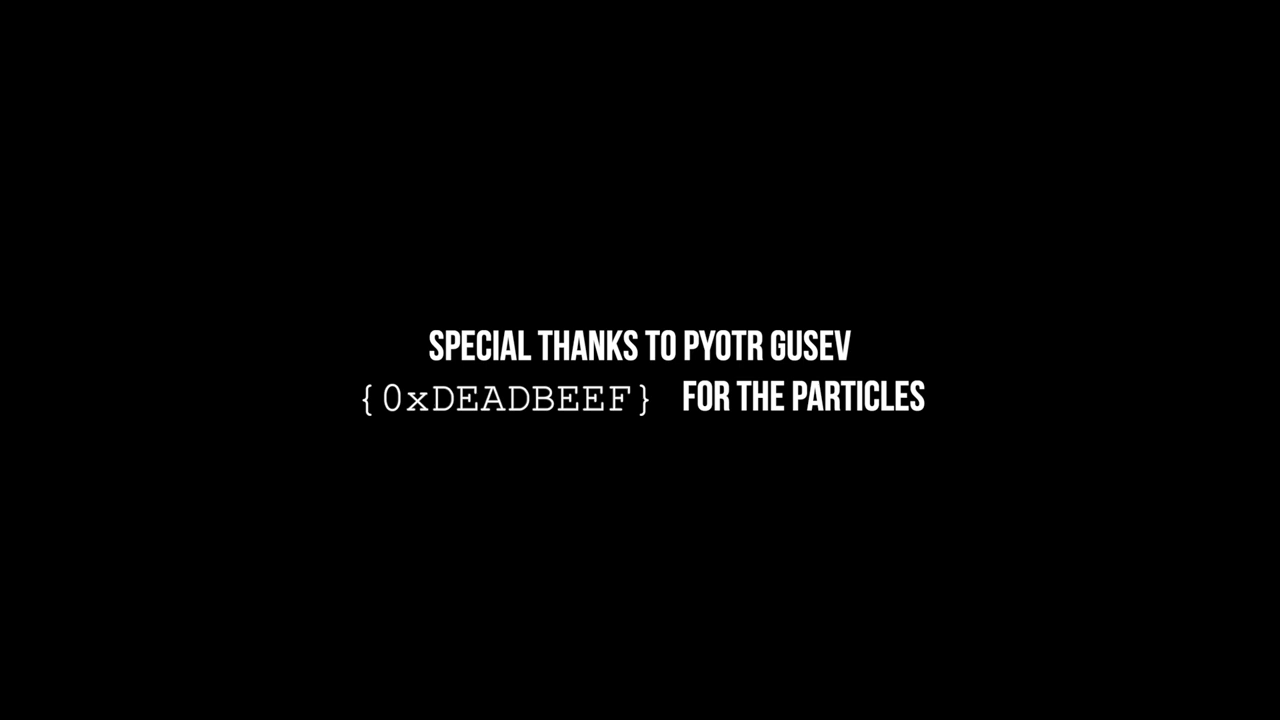 SPECIAL THANKS TO PYOTR GUSEV
{0xDEADBEEF} FOR THE PARTICLES